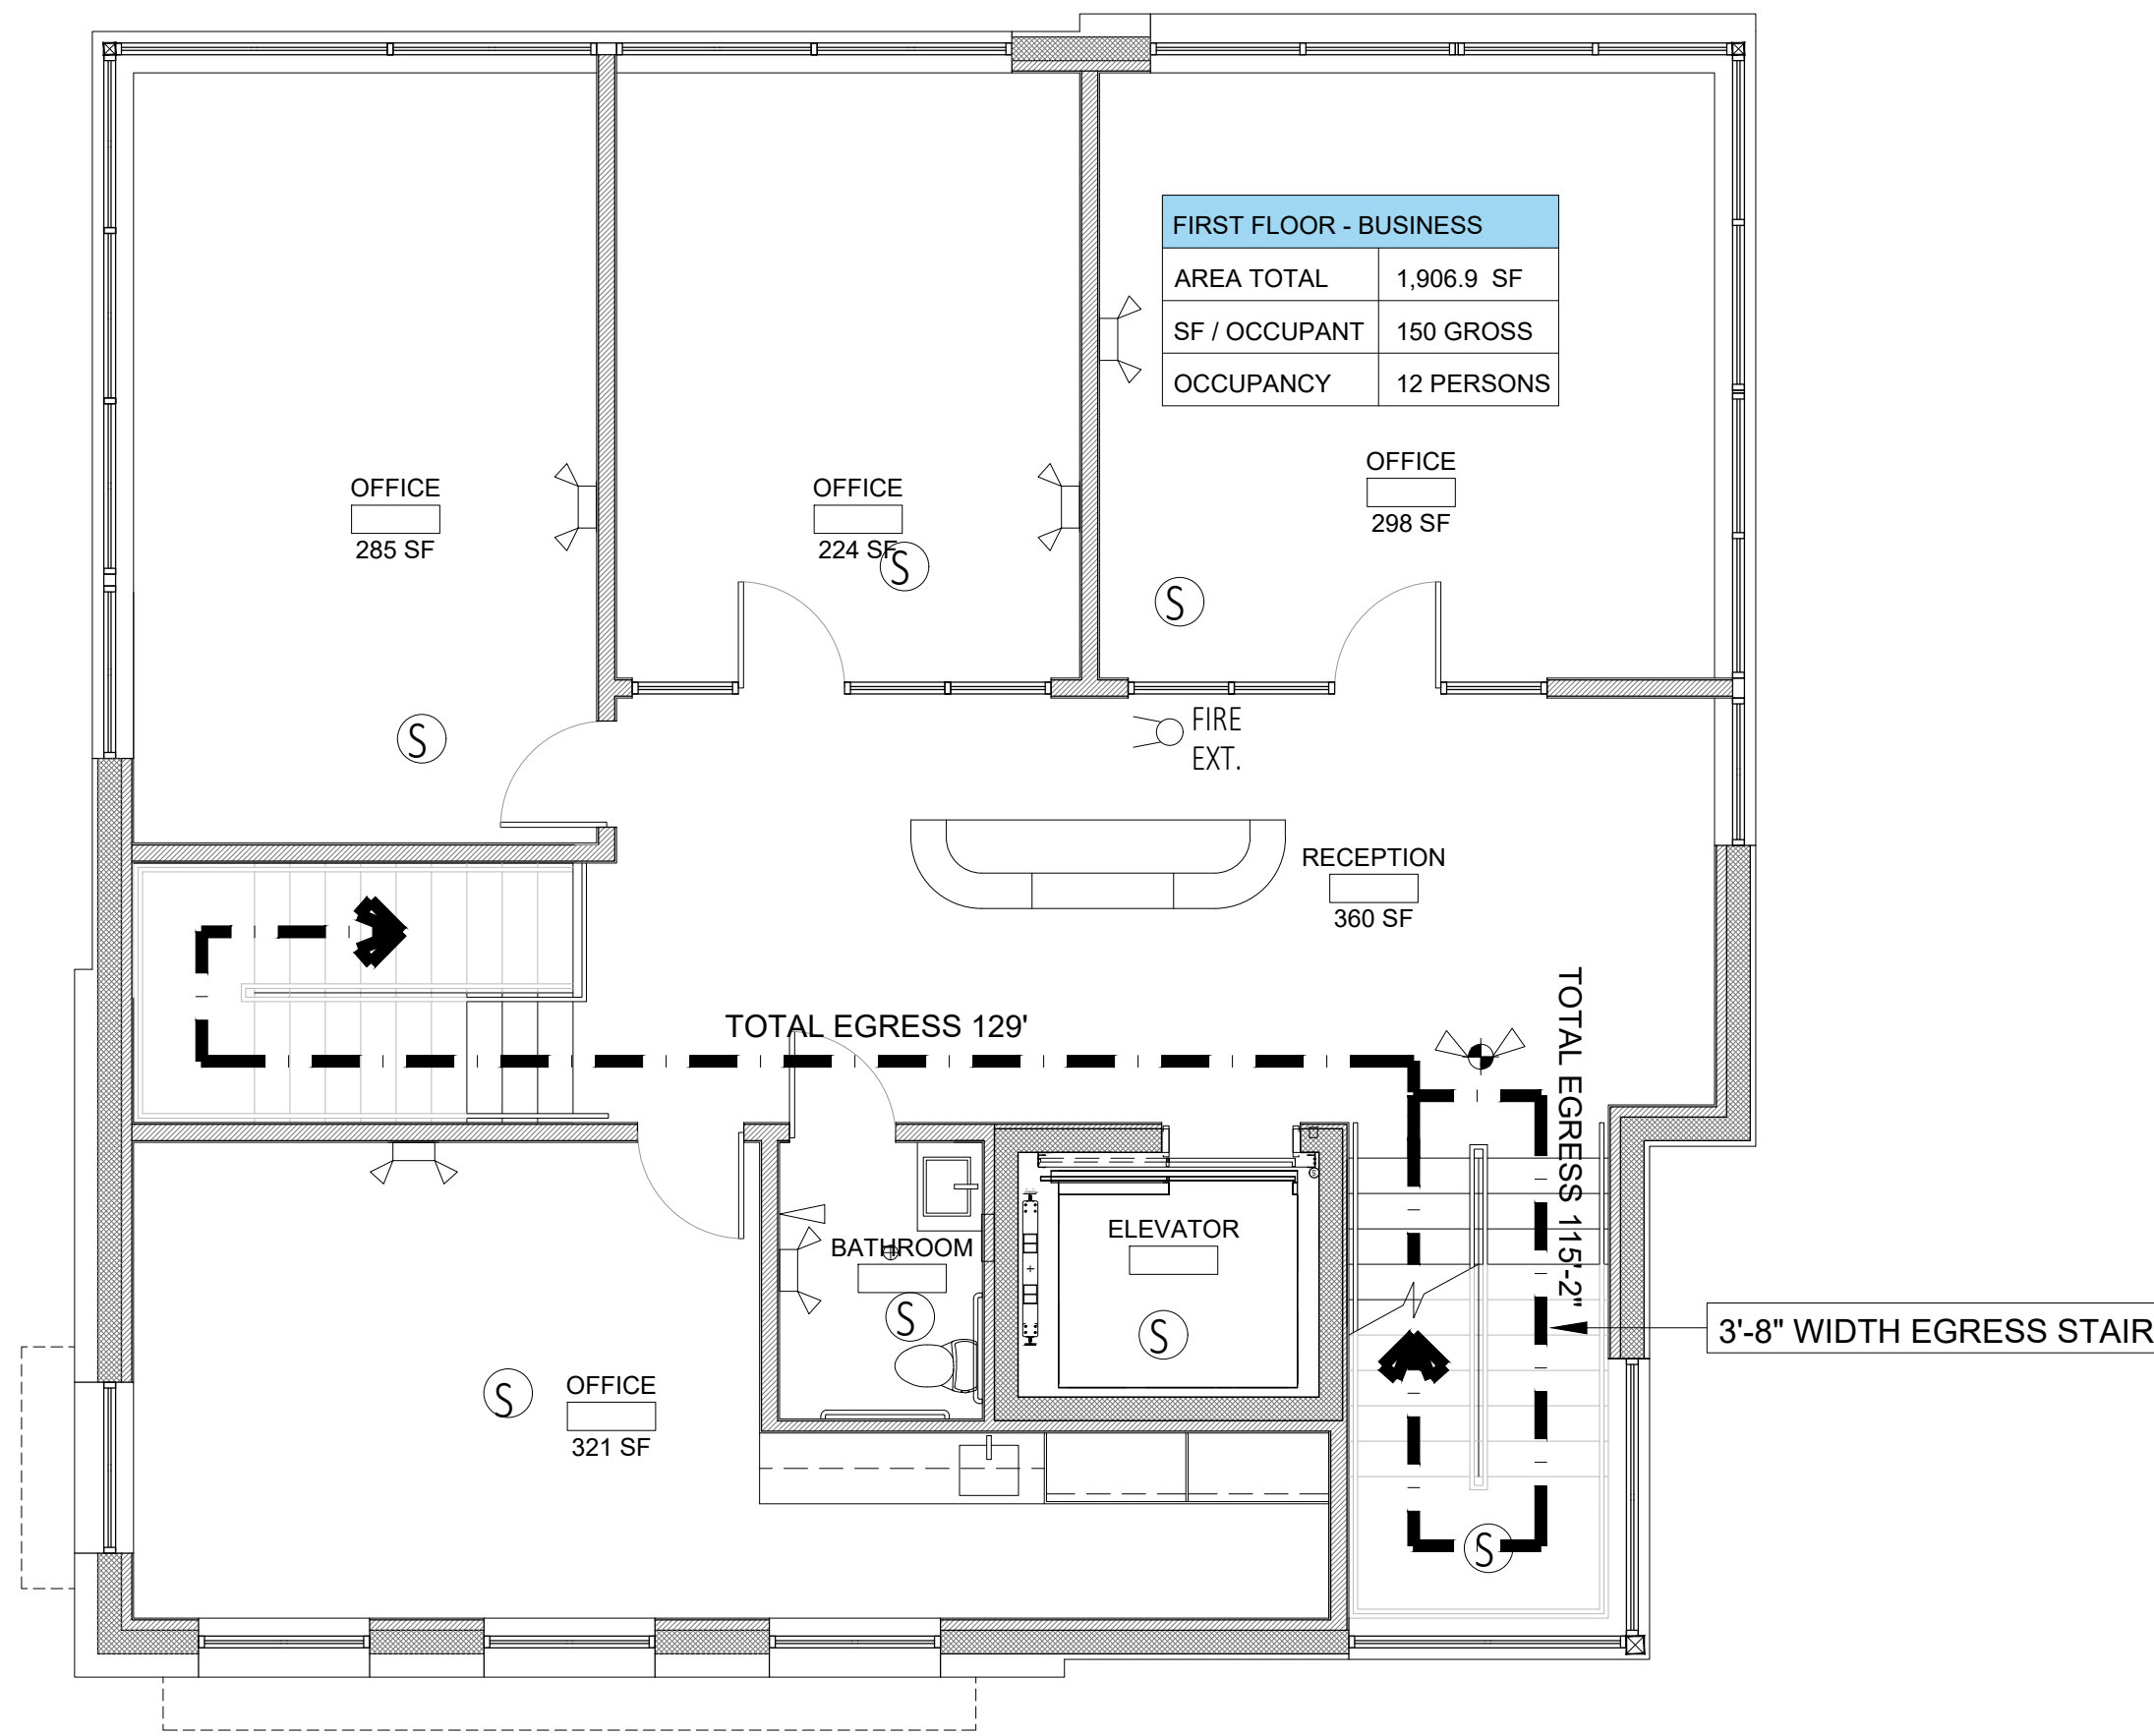 FIRST FLOOR - BUSINESS
AREA TOTAL 1,906.9 SF
SF / OCCUPANT 150 GROSS
OCCUPANCY 12 PERSONS
OFFICE
285 SF
OFFICE
224 SF
S
OFFICE
298 SF
S
S
FIRE
EXT.
RECEPTION
360 SF
TOTAL EGRESS 129'
TOTAL EGRESS 115'-2"
ELEVATOR
S
BATHROOM
S
3'-8" WIDTH EGRESS STAIR
OFFICE
321 SF
S
S